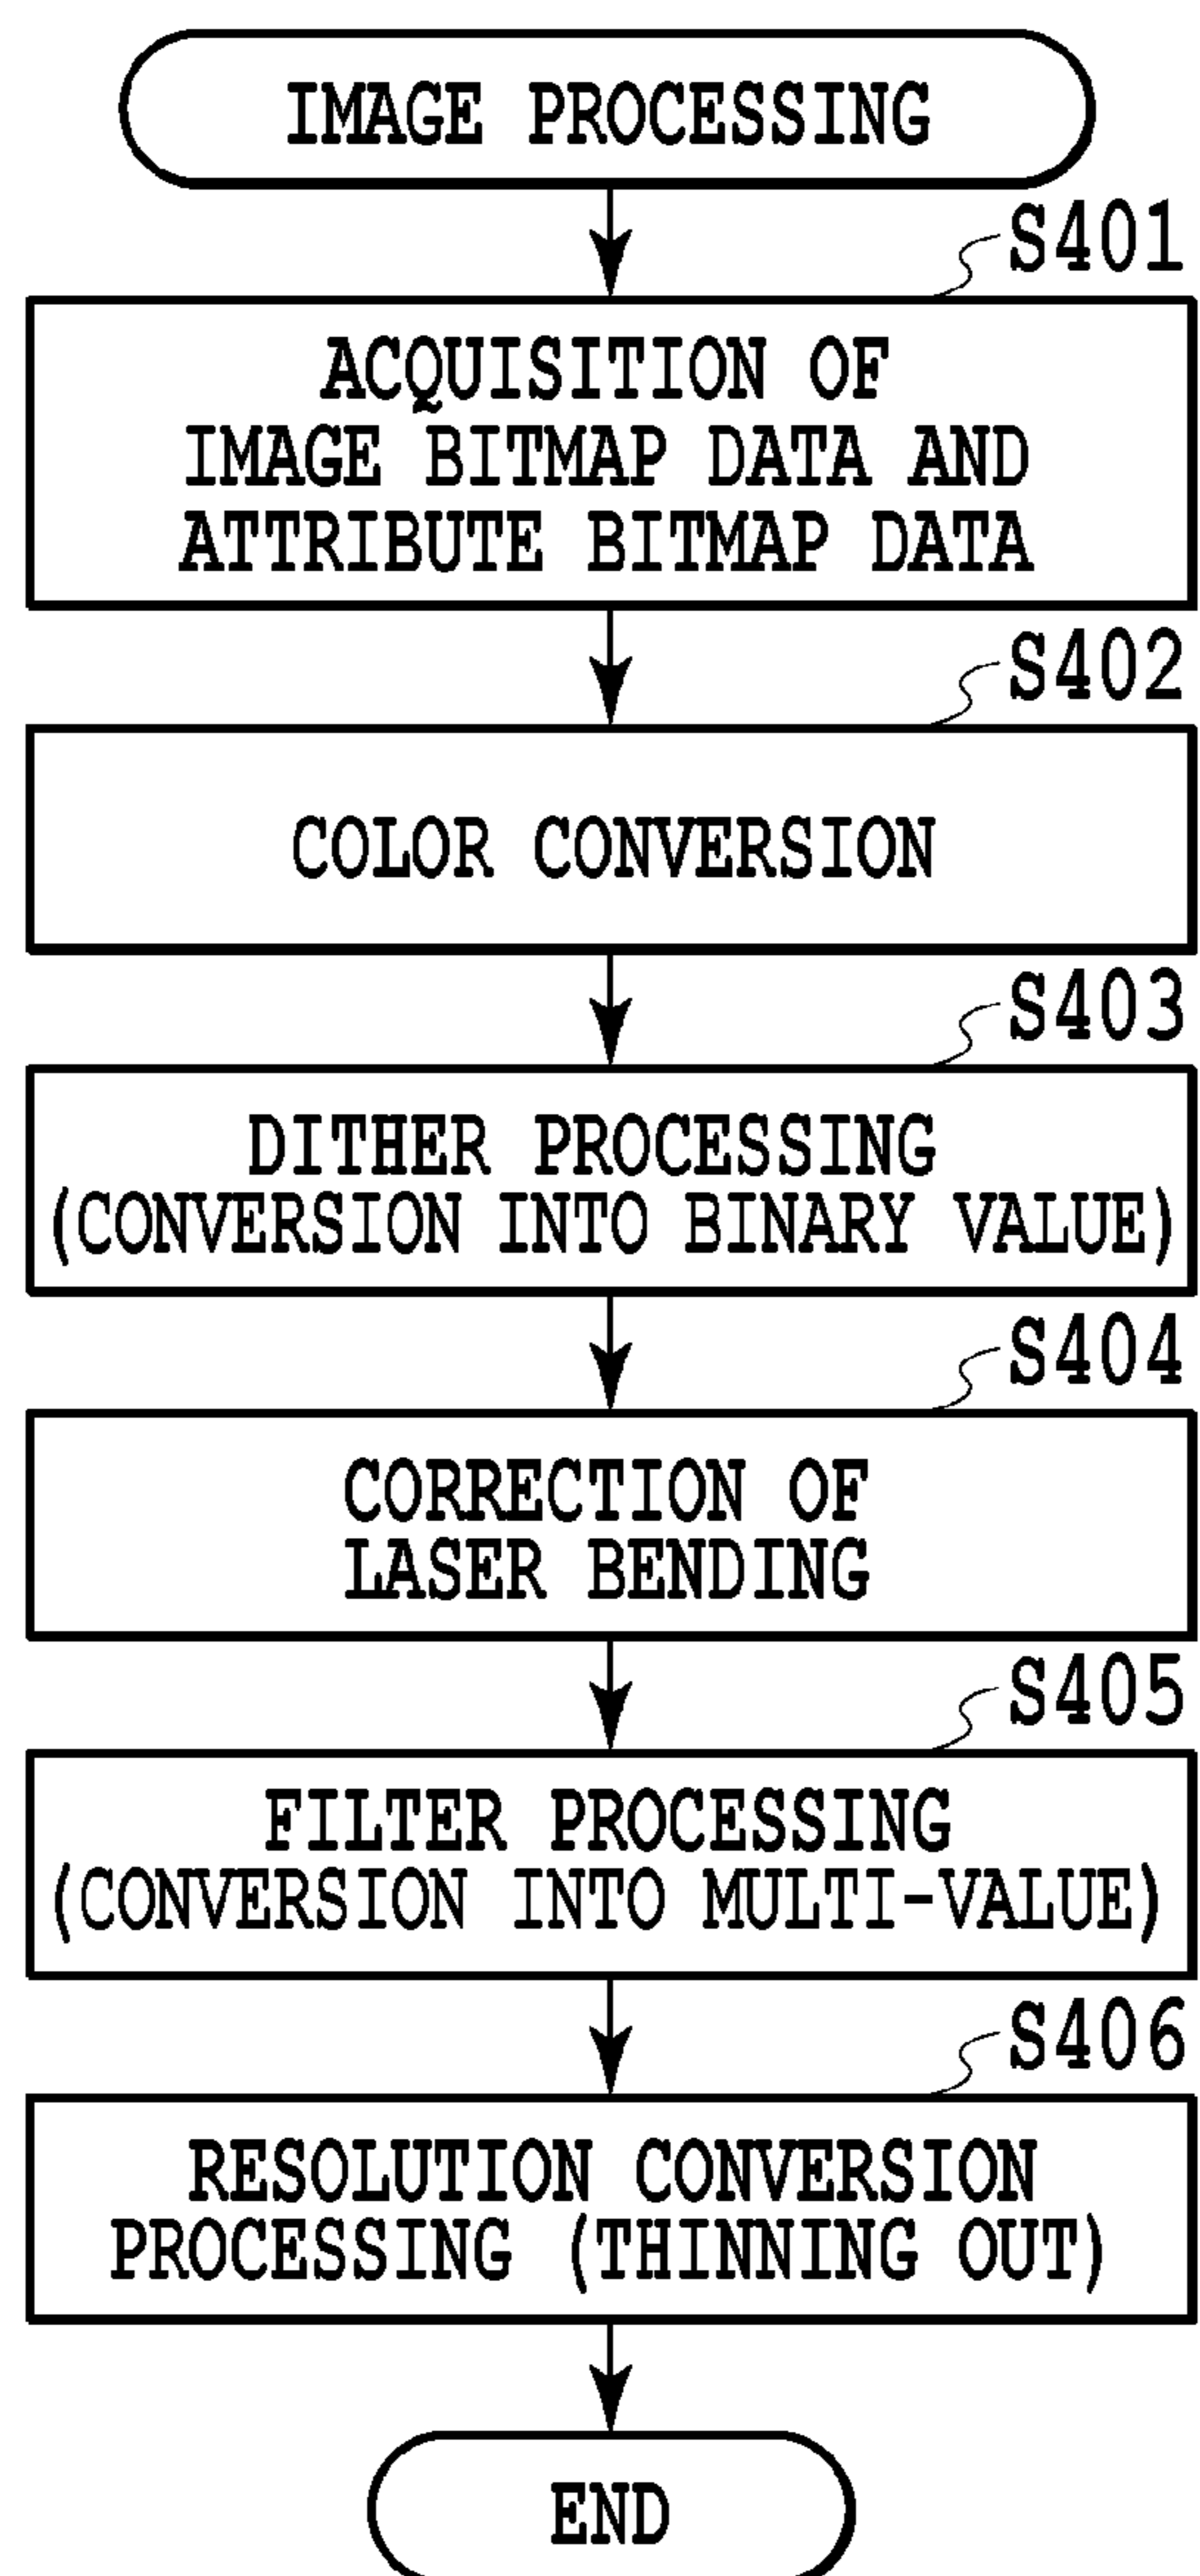 IMAGE PROCESSING
S401
ACQUISITION OF
IMAGE BITMAP DATA AND
ATTRIBUTE BITMAP DATA
S402
COLOR CONVERSION
S403
DITHER PROCESSING
(CONVERSION INTO BINARY VALUE)
S404
CORRECTION OF
LASER BENDING
S405
FILTER PROCESSING
(CONVERSION INTO MULTI-VALUE)
S406
RESOLUTION CONVERSION
PROCESSING (THINNING OUT)
END